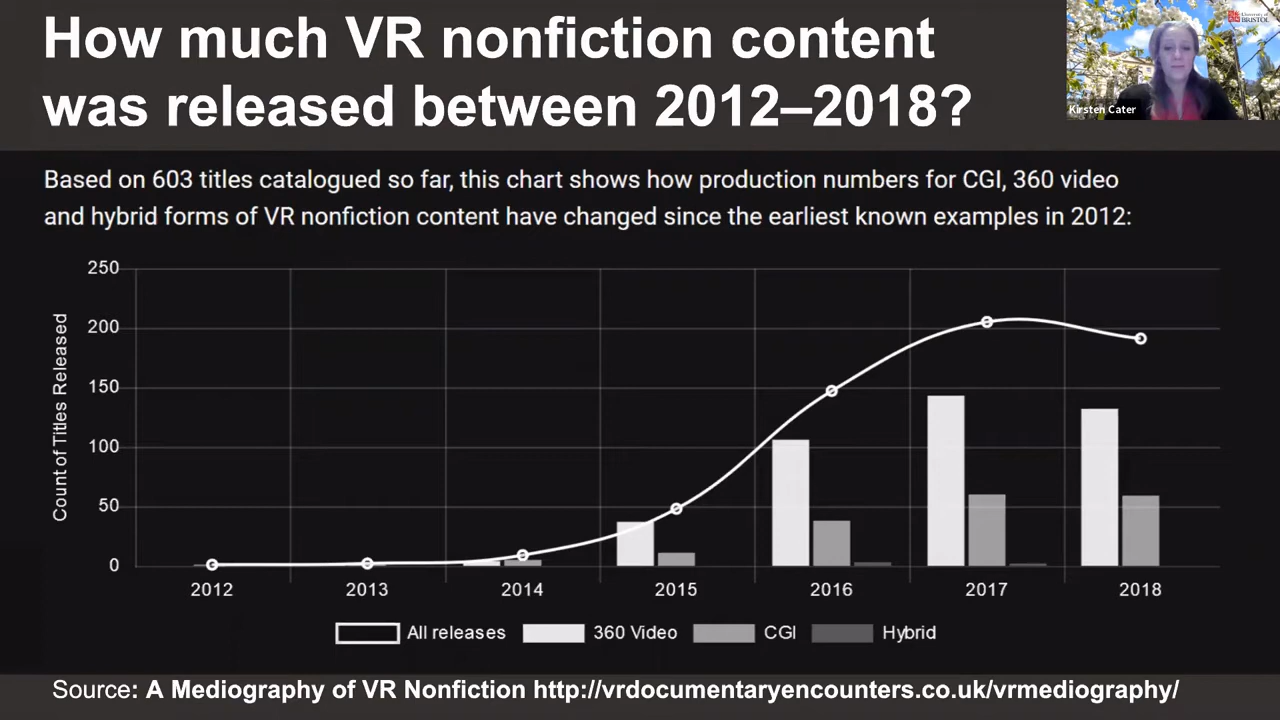 How much VR nonfiction content
was released between 2012–2018?
University of
BRISTOL
Kirsten Cater
Based on 603 titles catalogued so far, this chart shows how production numbers for CGI, 360 video
and hybrid forms of VR nonfiction content have changed since the earliest known examples in 2012:
Count of Titles Released
250
200
150
100
50
0
2012 2013 2014 2015 2016 2017 2018
All releases 360 Video CGI Hybrid
Source: A Mediography of VR Nonfiction http://vrdocumentaryencounters.co.uk/vrmediography/